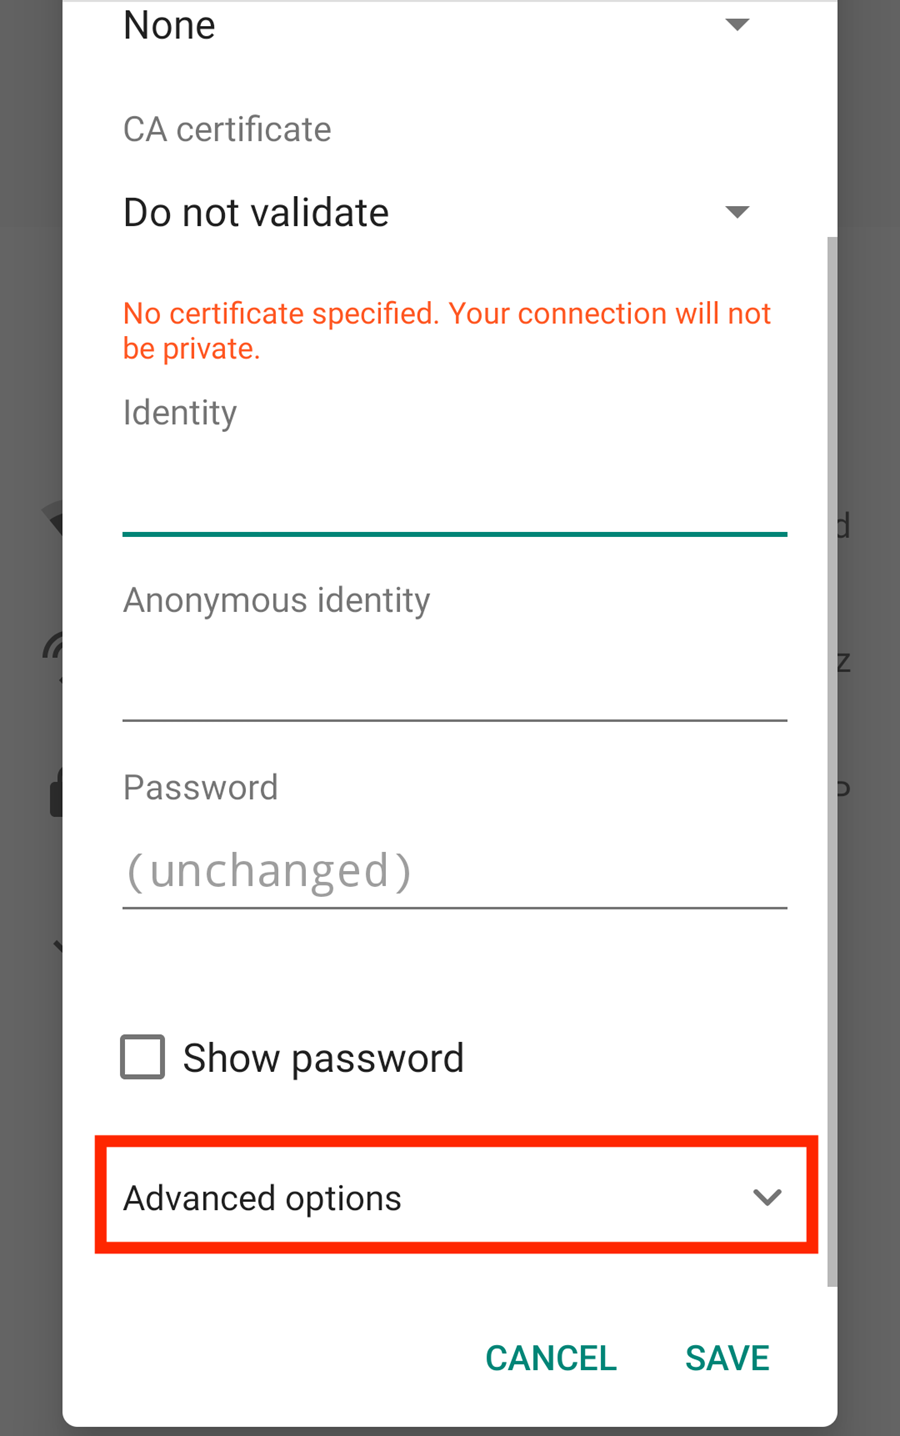 None
CA certificate
Do not validate
No certificate specified. Your connection will not
be private.
Identity
d
Anonymous identity
z
Password
P
(unchanged)
Show password
Advanced options
CANCEL
SAVE